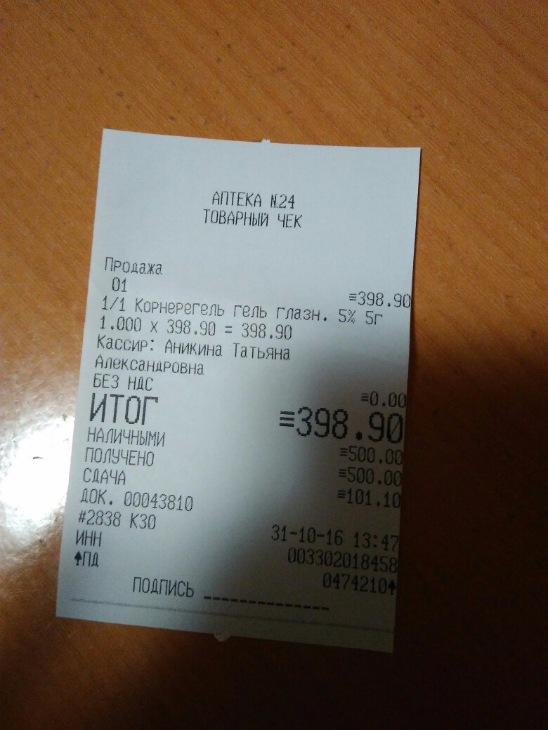 АПТЕКА №24
ТОВАРНЫЙ ЧЕК
Продажа
01 ≡398.90
1/1 Корнерегель гель глазн. 5% 5г
1.000 x 398.90 = 398.90
Кассир: Аникина Татьяна
Александровна
БЕЗ НДС ≡0.00
ИТОГ ≡398.90
НАЛИЧНЫМИ ≡500.00
ПОЛУЧЕНО ≡500.00
СДАЧА ≡101.10
ДОК. 00043810
#2838 К30 31-10-16 13:47
ИНН 003302018458
↑ПД 0474210↑
ПОДПИСЬ ______________